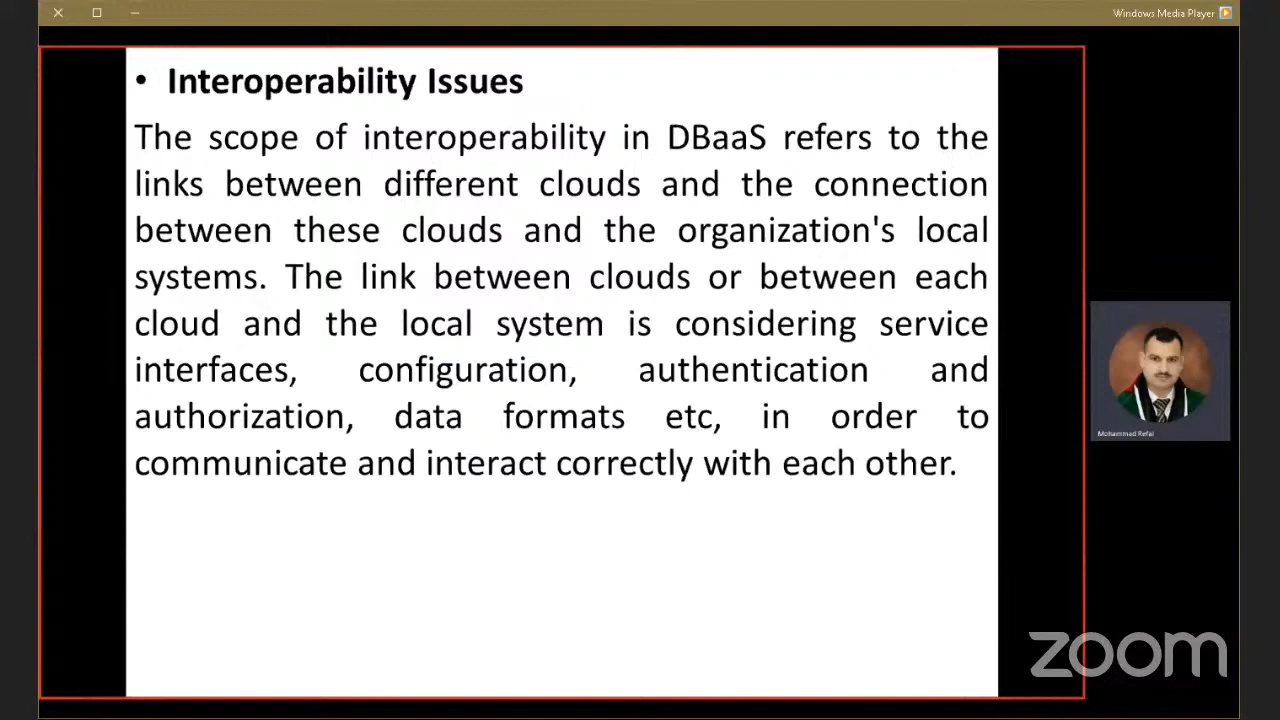 Windows Media Player
• Interoperability Issues
The scope of interoperability in DBaaS refers to the
links between different clouds and the connection
between these clouds and the organization's local
systems. The link between clouds or between each
cloud and the local system is considering service
interfaces, configuration, authentication and
authorization, data formats etc, in order to
communicate and interact correctly with each other.
Mohammad Refai
zoom